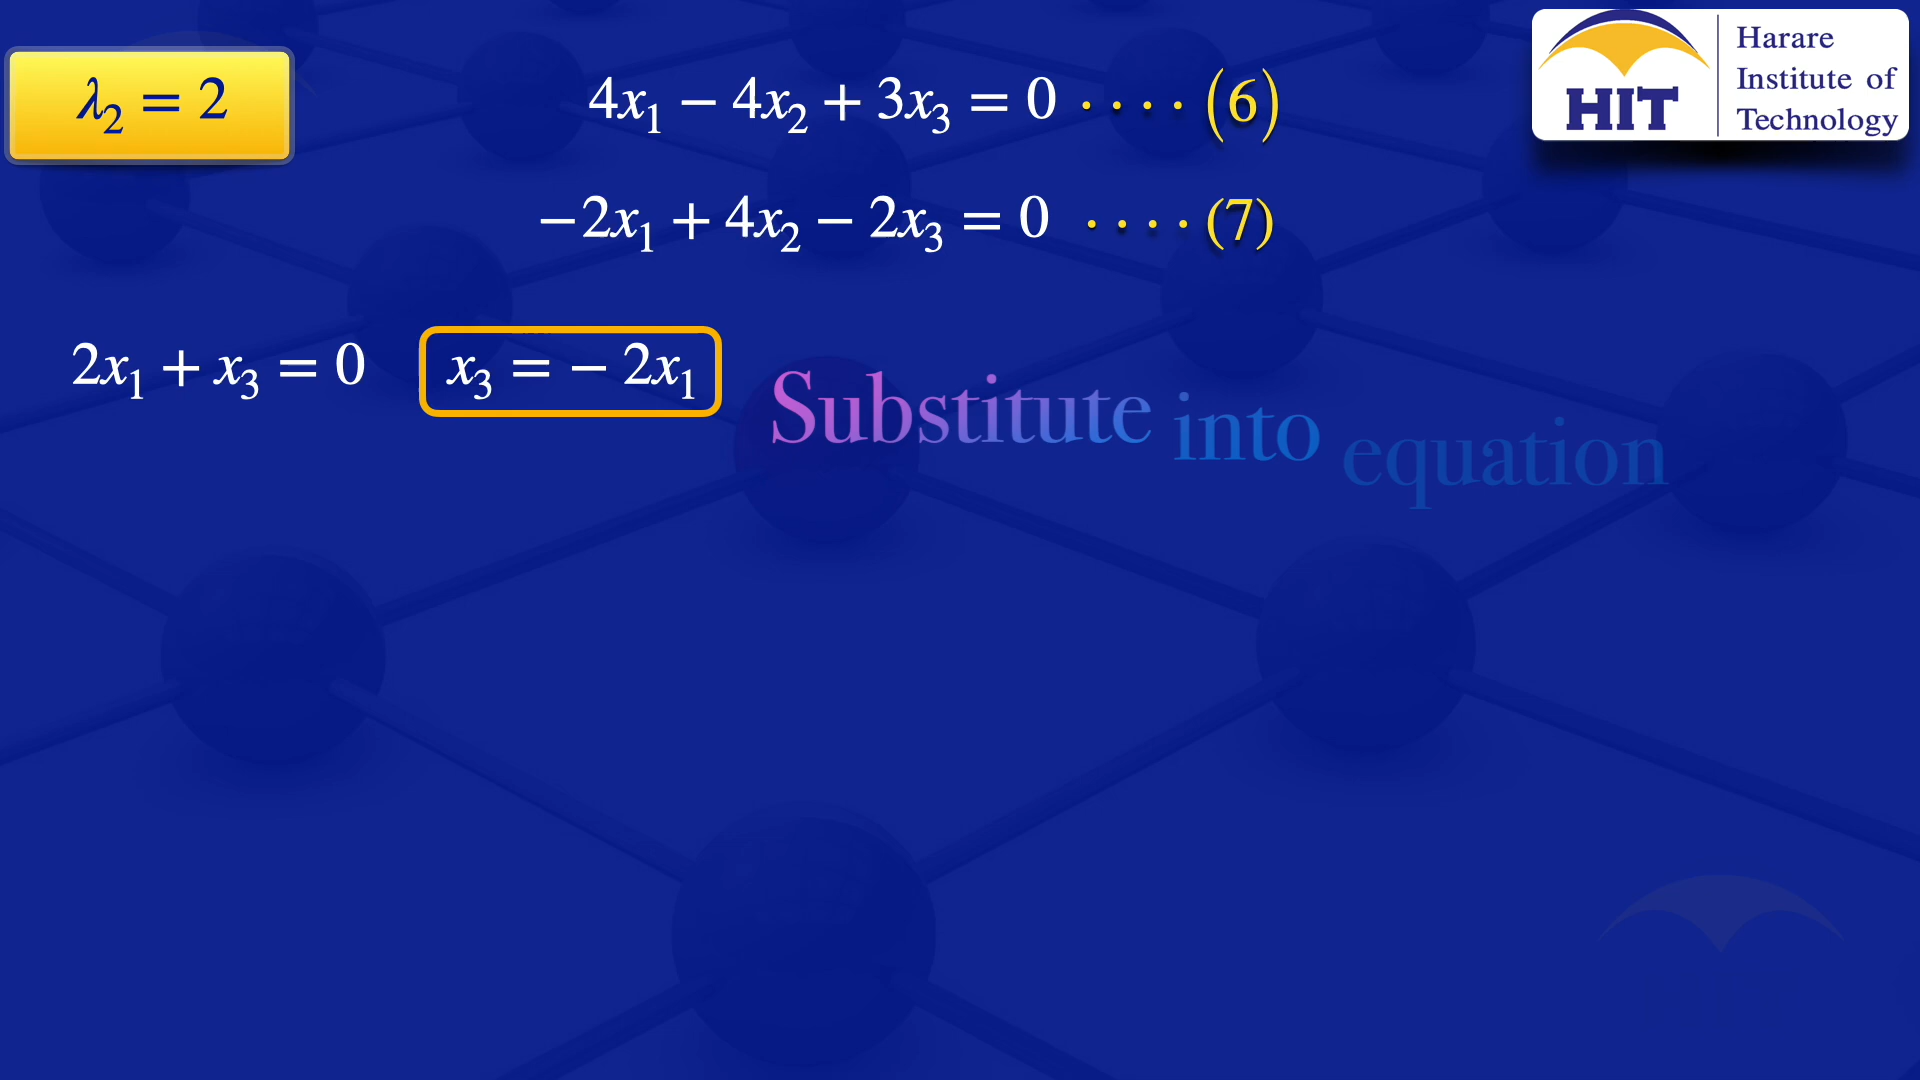 λ₂ = 2
4x₁ − 4x₂ + 3x₃ = 0 · · · · (6)
−2x₁ + 4x₂ − 2x₃ = 0 · · · · (7)
2x₁ + x₃ = 0
x₃ = − 2x₁
Substitute into equation
HIT
Harare
Institute of
Technology